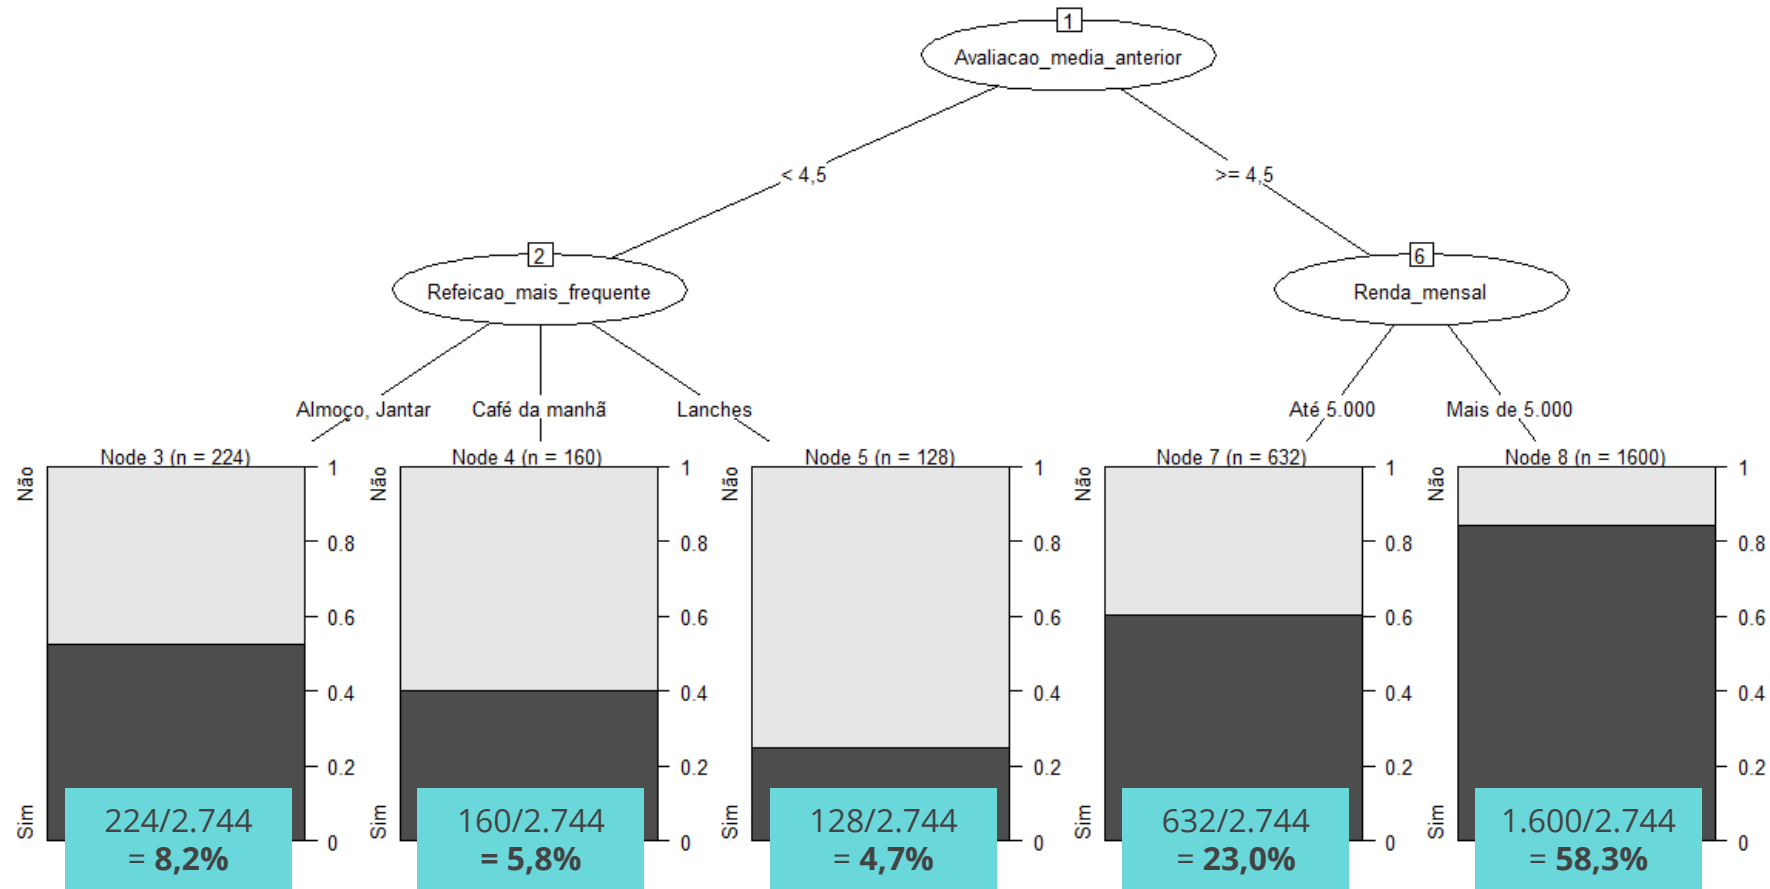 1
Avaliacao_media_anterior
< 4,5
>= 4,5
2
Refeicao_mais_frequente
6
Renda_mensal
Almoço, Jantar
Café da manhã
Lanches
Até 5.000
Mais de 5.000
Node 3 (n = 224)
Não
Sim
1
0.8
0.6
0.4
0.2
0
224/2.744
= 8,2%
Node 4 (n = 160)
Não
Sim
1
0.8
0.6
0.4
0.2
0
160/2.744
= 5,8%
Node 5 (n = 128)
Não
Sim
1
0.8
0.6
0.4
0.2
0
128/2.744
= 4,7%
Node 7 (n = 632)
Não
Sim
1
0.8
0.6
0.4
0.2
0
632/2.744
= 23,0%
Node 8 (n = 1600)
Não
Sim
1
0.8
0.6
0.4
0.2
0
1.600/2.744
= 58,3%